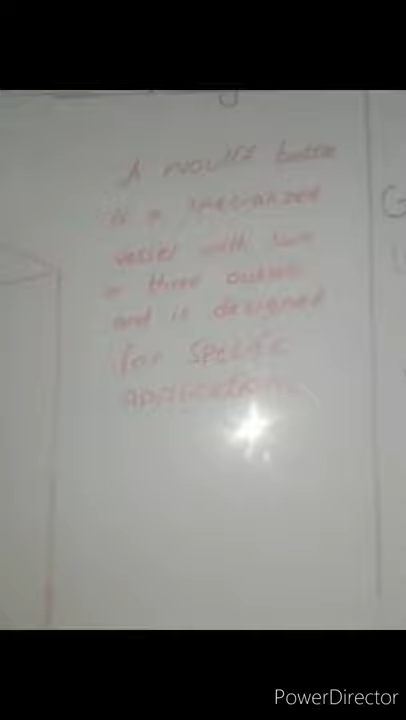 A woulfe bottle
is a specialized
vessel with two
or three outlets
and is designed
for specific
applications
G
PowerDirector